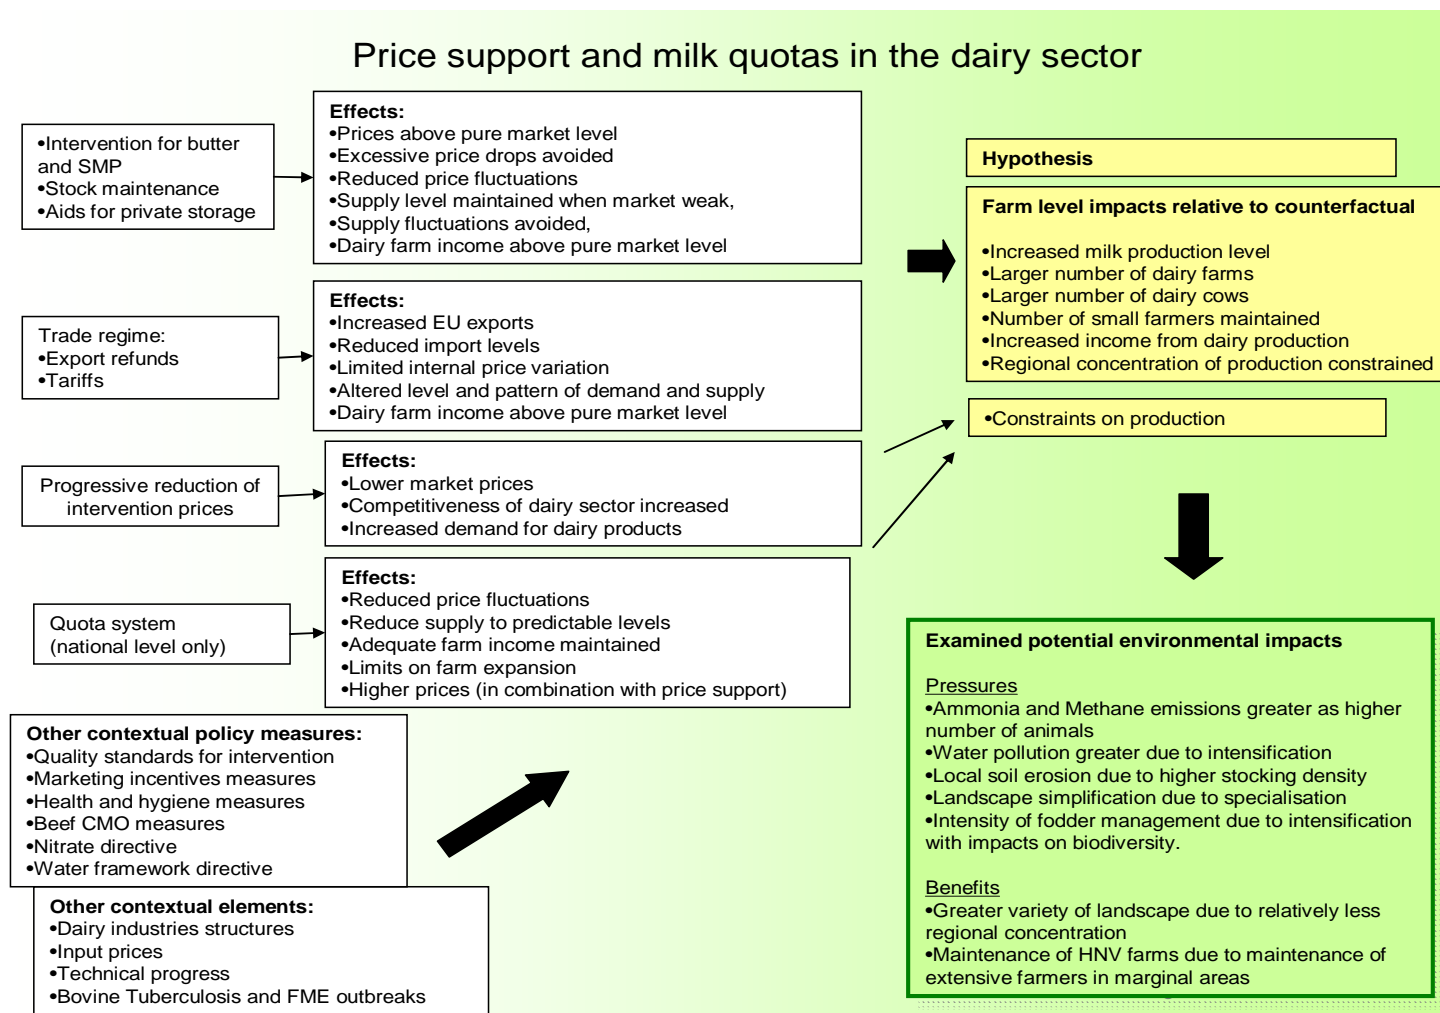 Price support and milk quotas in the dairy sector
•Intervention for butter
and SMP
•Stock maintenance
•Aids for private storage
Effects:
•Prices above pure market level
•Excessive price drops avoided
•Reduced price fluctuations
•Supply level maintained when market weak,
•Supply fluctuations avoided,
•Dairy farm income above pure market level
Trade regime:
•Export refunds
•Tariffs
Effects:
•Increased EU exports
•Reduced import levels
•Limited internal price variation
•Altered level and pattern of demand and supply
•Dairy farm income above pure market level
Progressive reduction of
intervention prices
Effects:
•Lower market prices
•Competitiveness of dairy sector increased
•Increased demand for dairy products
Quota system
(national level only)
Effects:
•Reduced price fluctuations
•Reduce supply to predictable levels
•Adequate farm income maintained
•Limits on farm expansion
•Higher prices (in combination with price support)
Other contextual policy measures:
•Quality standards for intervention
•Marketing incentives measures
•Health and hygiene measures
•Beef CMO measures
•Nitrate directive
•Water framework directive
Other contextual elements:
•Dairy industries structures
•Input prices
•Technical progress
•Bovine Tuberculosis and FME outbreaks
Hypothesis
Farm level impacts relative to counterfactual
•Increased milk production level
•Larger number of dairy farms
•Larger number of dairy cows
•Number of small farmers maintained
•Increased income from dairy production
•Regional concentration of production constrained
•Constraints on production
Examined potential environmental impacts
Pressures
•Ammonia and Methane emissions greater as higher
number of animals
•Water pollution greater due to intensification
•Local soil erosion due to higher stocking density
•Landscape simplification due to specialisation
•Intensity of fodder management due to intensification
with impacts on biodiversity.
Benefits
•Greater variety of landscape due to relatively less
regional concentration
•Maintenance of HNV farms due to maintenance of
extensive farmers in marginal areas